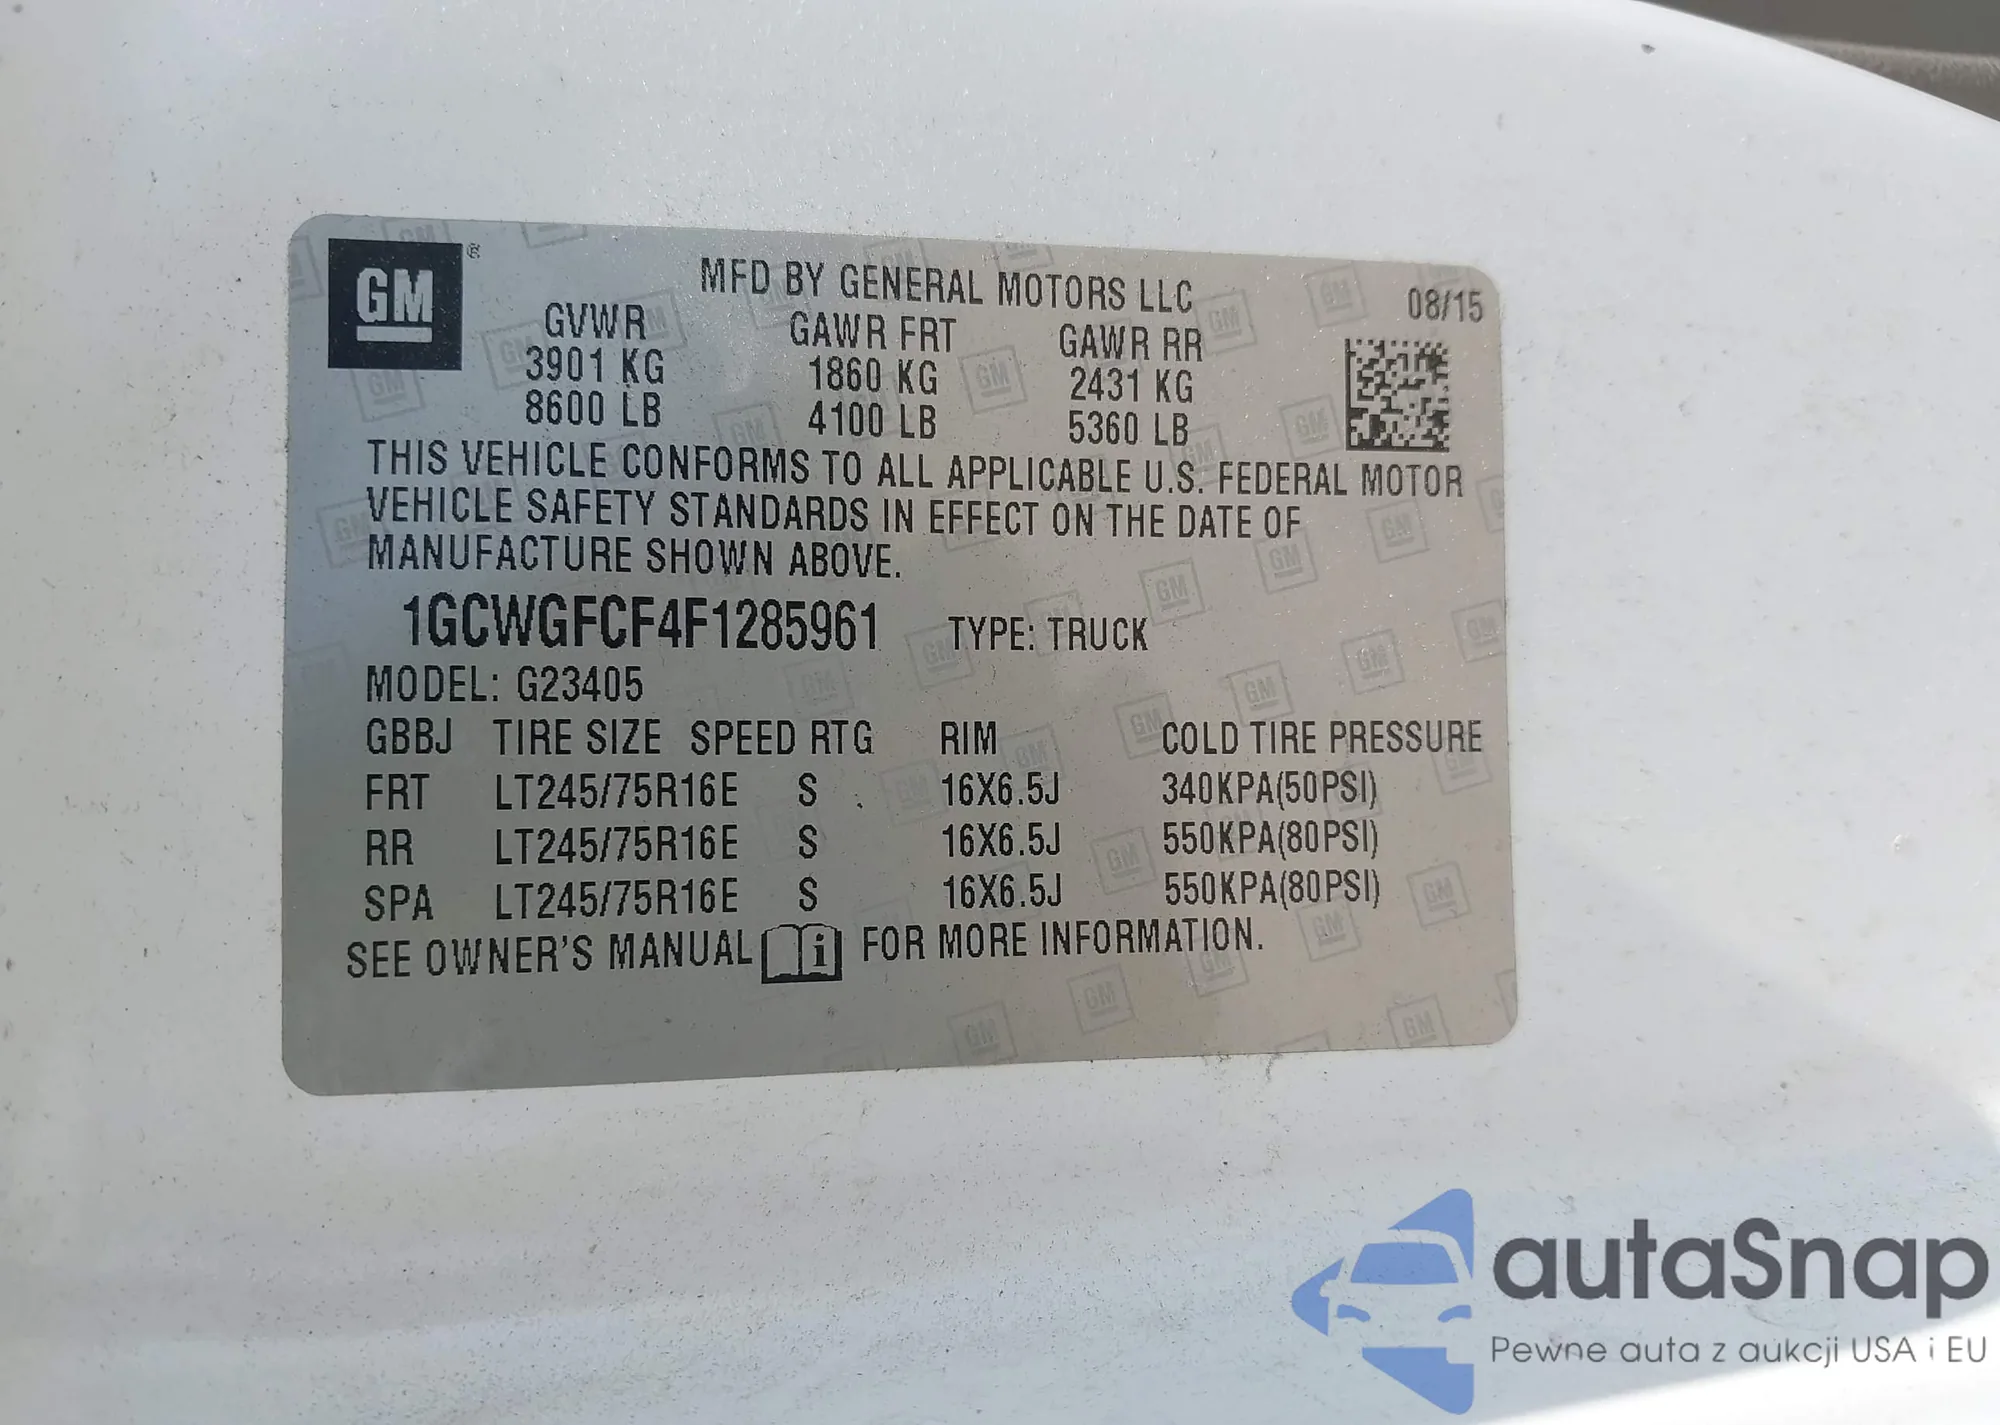 GM ®
MFD BY GENERAL MOTORS LLC
08/15
GVWR GAWR FRT GAWR RR
3901 KG 1860 KG 2431 KG
8600 LB 4100 LB 5360 LB
THIS VEHICLE CONFORMS TO ALL APPLICABLE U.S. FEDERAL MOTOR
VEHICLE SAFETY STANDARDS IN EFFECT ON THE DATE OF
MANUFACTURE SHOWN ABOVE.
1GCWGFCF4F1285961 TYPE: TRUCK
MODEL: G23405
GBBJ TIRE SIZE SPEED RTG RIM COLD TIRE PRESSURE
FRT LT245/75R16E S 16X6.5J 340KPA(50PSI)
RR LT245/75R16E S 16X6.5J 550KPA(80PSI)
SPA LT245/75R16E S 16X6.5J 550KPA(80PSI)
SEE OWNER'S MANUAL i FOR MORE INFORMATION.
autaSnap
Pewne auta z aukcji USA i EU